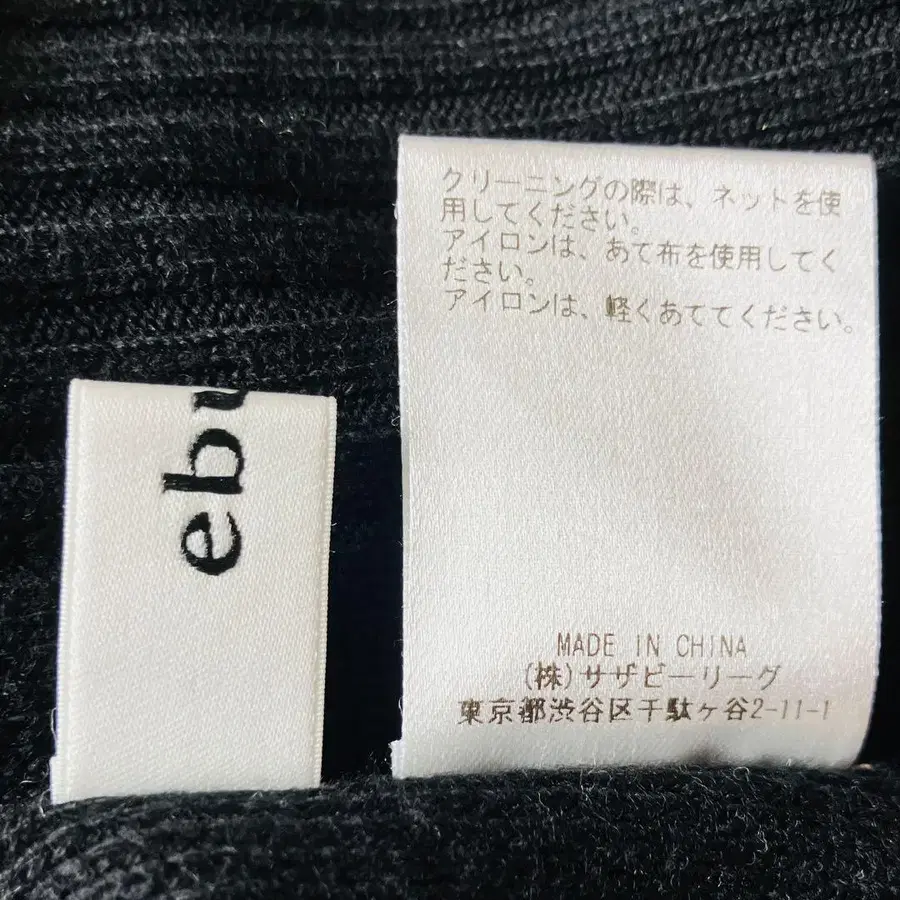 クリーニングの際は、ネットを使
用してください。
アイロンは、あて布を使用してく
ださい。
アイロンは、軽くあててください。
MADE IN CHINA
(株)サザビーリーグ
東京都渋谷区千駄ヶ谷2-11-1
ebu